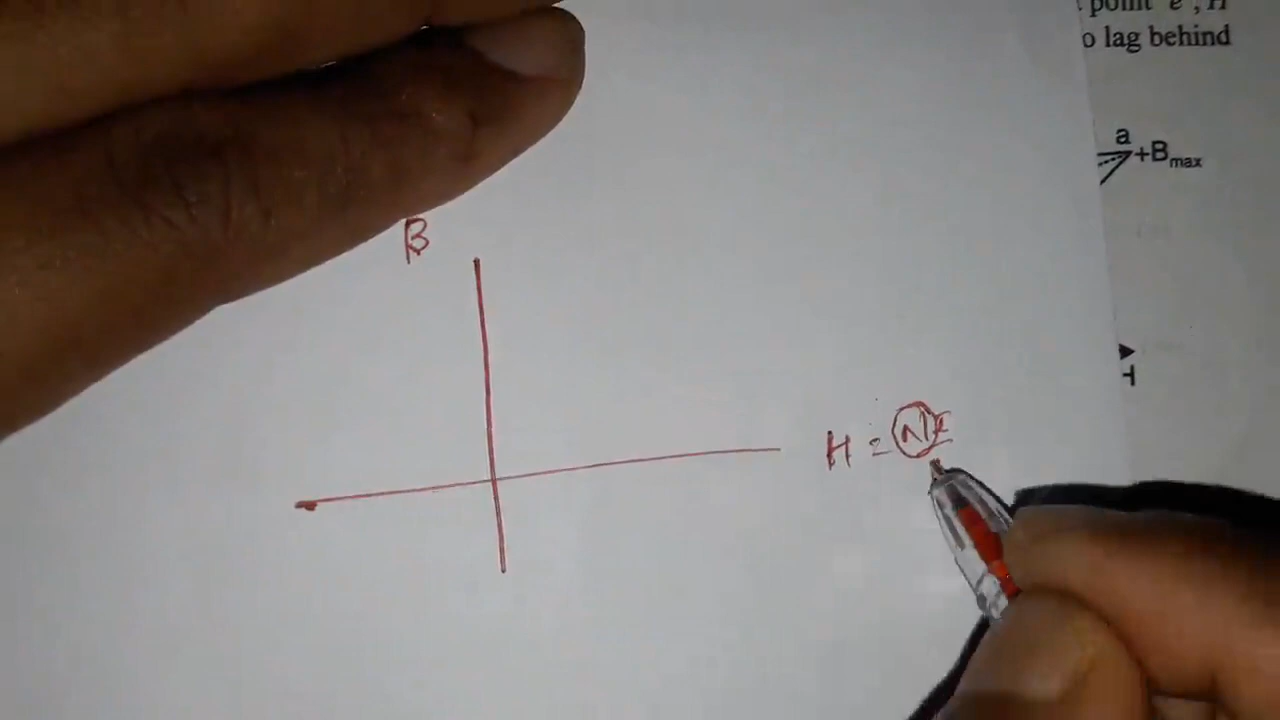 point 'e', H
o lag behind
a
+Bmax
B
H = NI